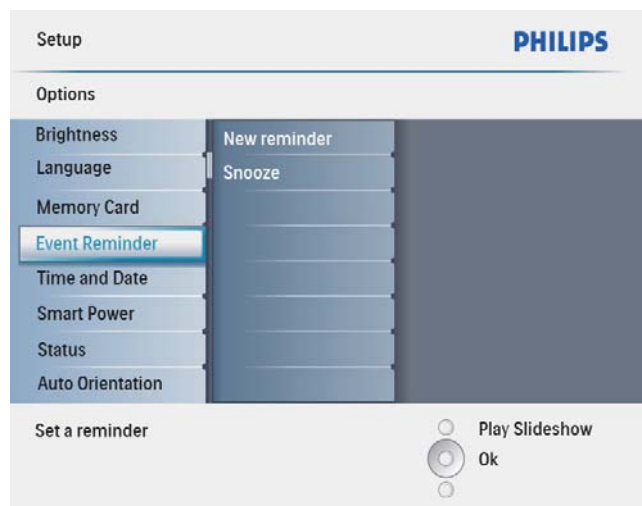 Setup
PHILIPS
Options
Brightness
Language
Memory Card
Event Reminder
Time and Date
Smart Power
Status
Auto Orientation
New reminder
Snooze
Set a reminder
Play Slideshow
Ok